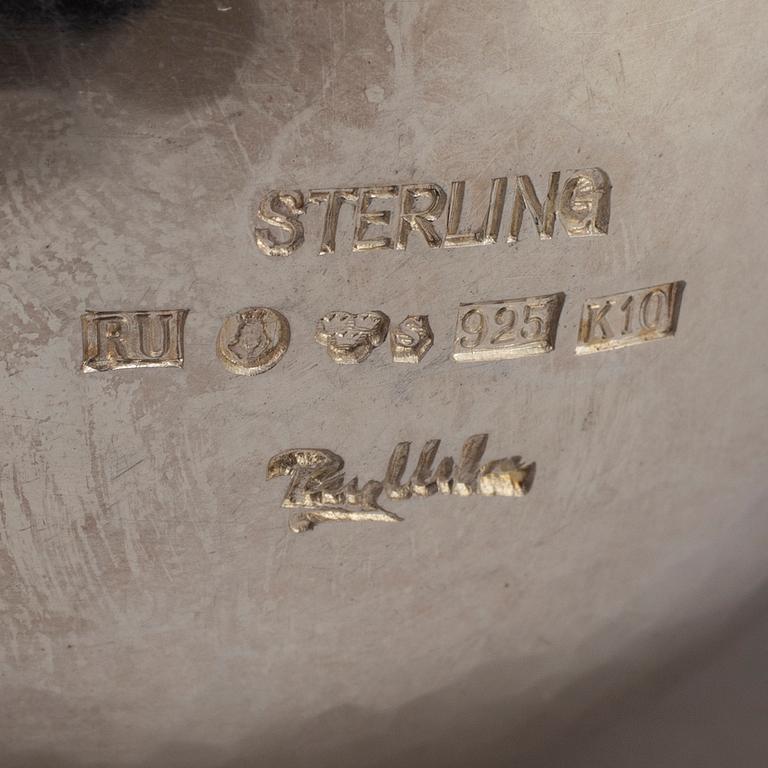 STERLING
RU S 925 K10